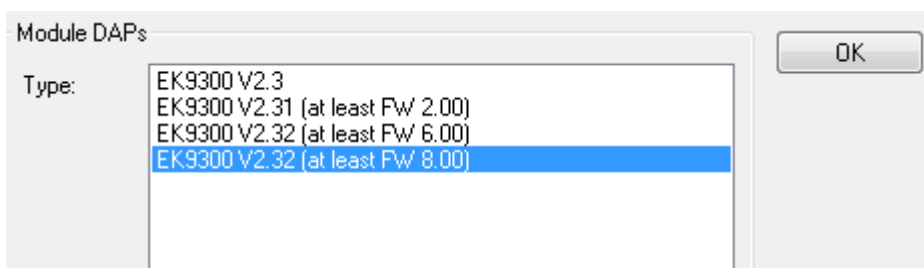 Module DAPs
OK
Type:
EK9300 V2.3
EK9300 V2.31 (at least FW 2.00)
EK9300 V2.32 (at least FW 6.00)
EK9300 V2.32 (at least FW 8.00)